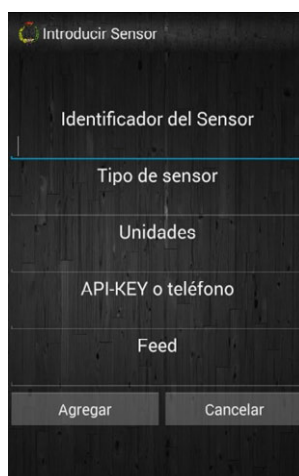 Introducir Sensor
Identificador del Sensor
Tipo de sensor
Unidades
API-KEY o teléfono
Feed
Agregar Cancelar